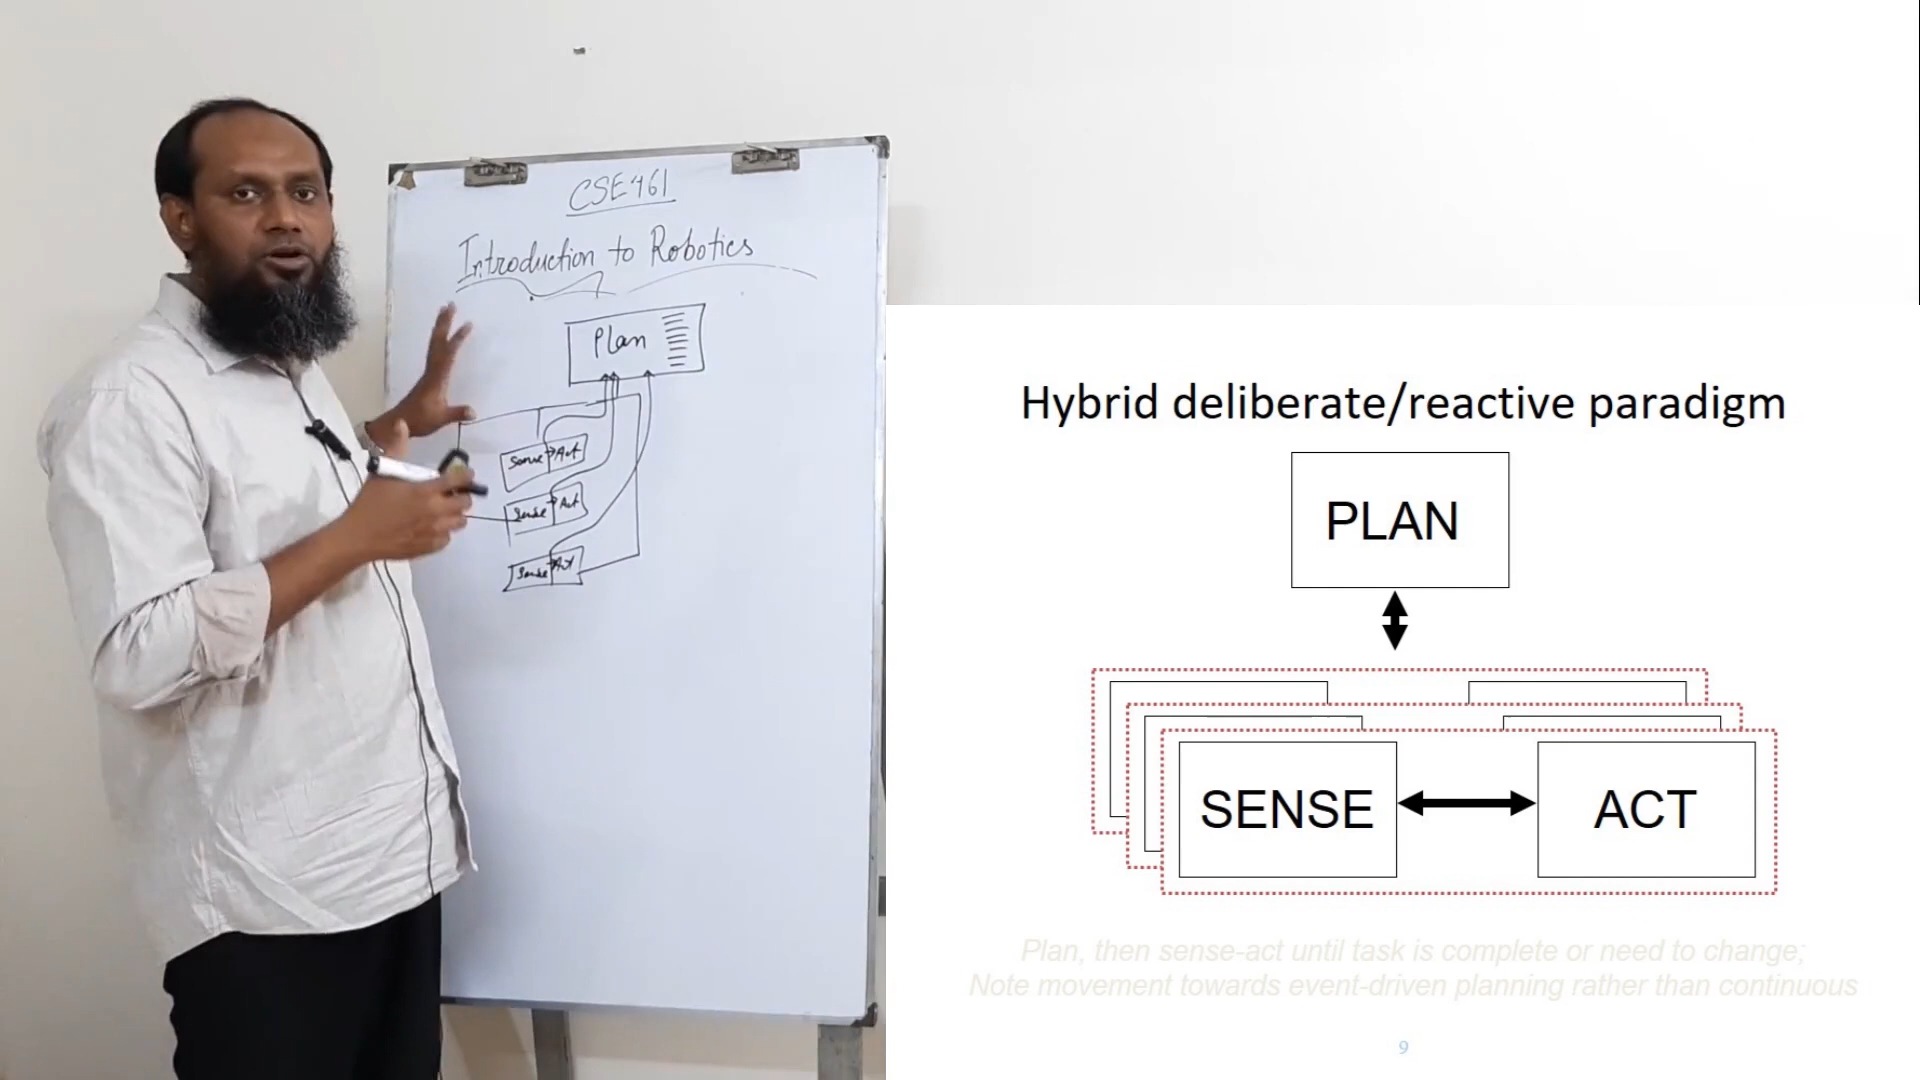 CSE461
Introduction to Robotics
Plan
Sense Act
Sense Act
Sense Act
Hybrid deliberate/reactive paradigm
PLAN
SENSE
ACT
Plan, then sense-act until task is complete or need to change;
Note movement towards event-driven planning rather than continuous
9